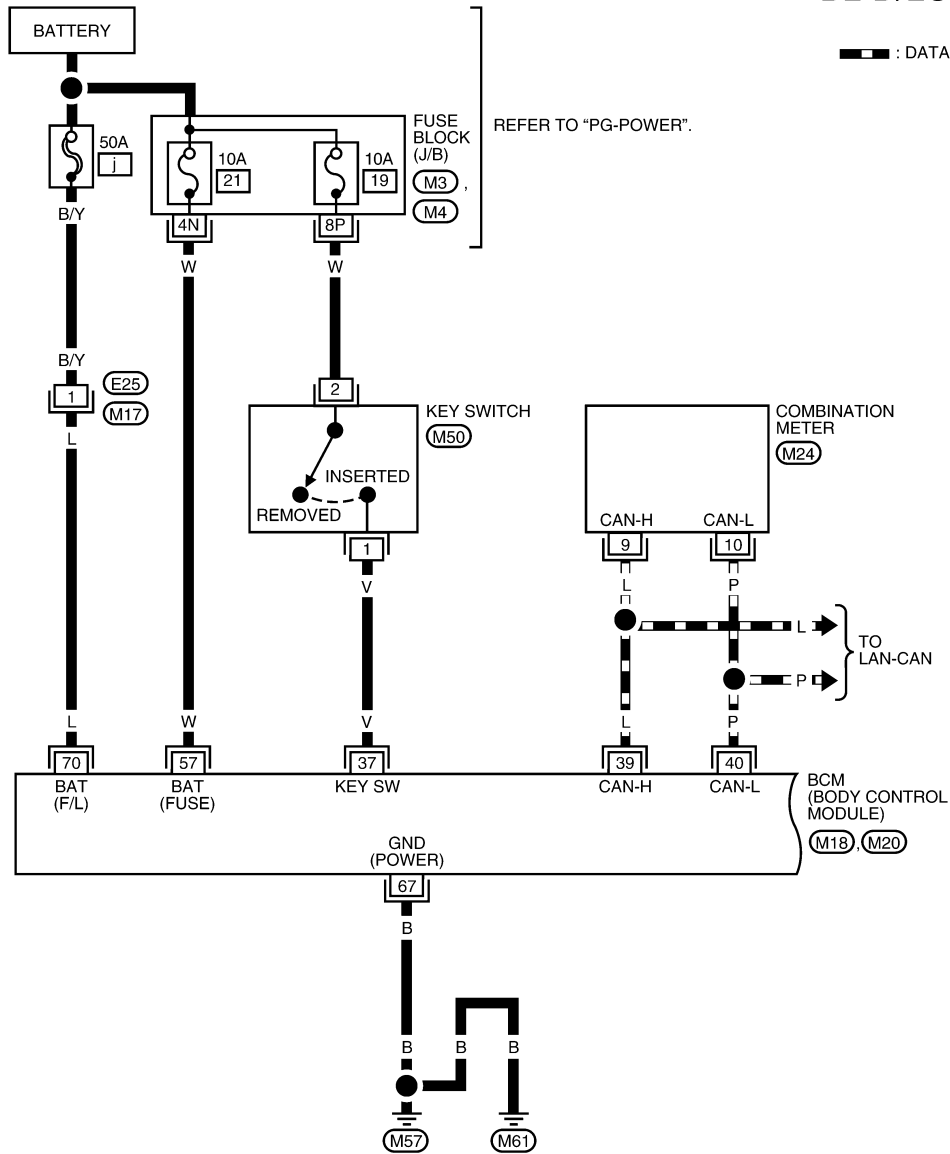 BATTERY
: DATA
50A
j
10A
21
10A
19
FUSE
BLOCK
(J/B)
M3 ,
M4
REFER TO “PG-POWER”.
4N
8P
B/Y
W
W
B/Y
1
E25
M17
L
2
KEY SWITCH
M50
INSERTED
REMOVED
1
V
COMBINATION
METER
M24
CAN-H
CAN-L
9
10
L
P
L
P
TO
LAN-CAN
L
W
V
L
P
70
57
37
39
40
BAT
(F/L)
BAT
(FUSE)
KEY SW
CAN-H
CAN-L
BCM
(BODY CONTROL
MODULE)
M18 , M20
GND
(POWER)
67
B
B
B
B
M57
M61